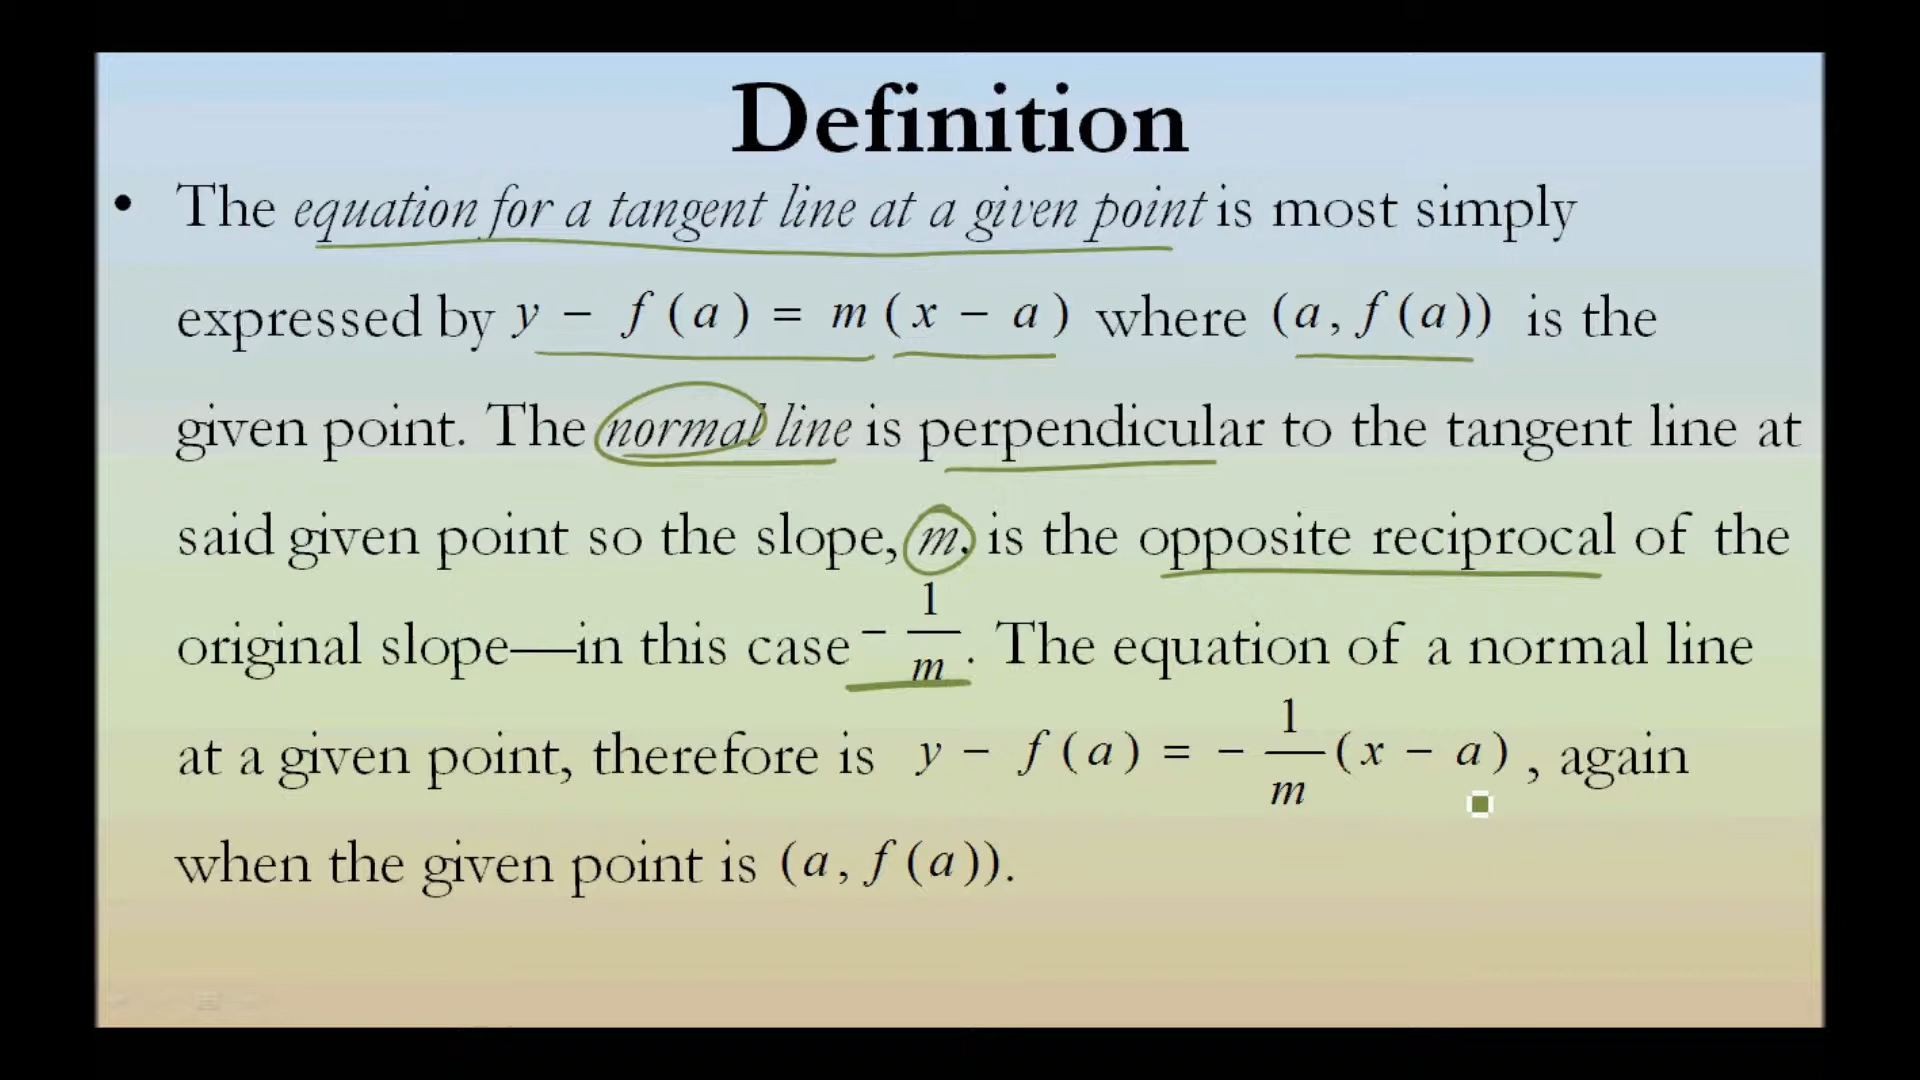 Definition
• The equation for a tangent line at a given point is most simply
expressed by y − f(a) = m(x − a) where (a, f(a)) is the
given point. The normal line is perpendicular to the tangent line at
said given point so the slope, m, is the opposite reciprocal of the
original slope—in this case −1/m. The equation of a normal line
at a given point, therefore is y − f(a) = −1/m(x − a), again
when the given point is (a, f(a)).